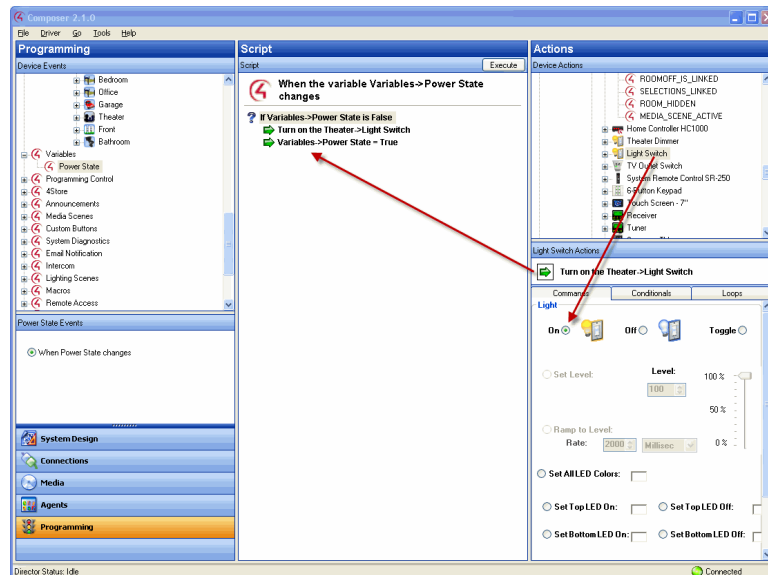 Composer 2.1.0
File Driver Go Tools Help
Programming
Device Events
Bedroom
Office
Garage
Theater
Front
Bathroom
Variables
Power State
Programming Control
4Store
Announcements
Media Scenes
Custom Buttons
System Diagnostics
Email Notification
Intercom
Lighting Scenes
Macros
Remote Access
Power State Events
When Power State changes
System Design
Connections
Media
Agents
Programming
Script
Script Execute
When the variable Variables->Power State
changes
If Variables->Power State is False
Turn on the Theater->Light Switch
Variables->Power State = True
Actions
Device Actions
ROOMOFF_IS_LINKED
SELECTIONS_LINKED
ROOM_HIDDEN
MEDIA_SCENE_ACTIVE
Home Controller HC1000
Theater Dimmer
Light Switch
TV Outlet Switch
System Remote Control SR-250
6-Button Keypad
Touch Screen - 7"
Receiver
Tuner
Light Switch Actions
Turn on the Theater->Light Switch
Commands Conditionals Loops
Light
On Off Toggle
Set Level: Level: 100 %
100
50 %
Ramp to Level:
Rate: 2000 Millisec 0 %
Set All LED Colors:
Set Top LED On: Set Top LED Off:
Set Bottom LED On: Set Bottom LED Off:
Director Status: Idle Connected